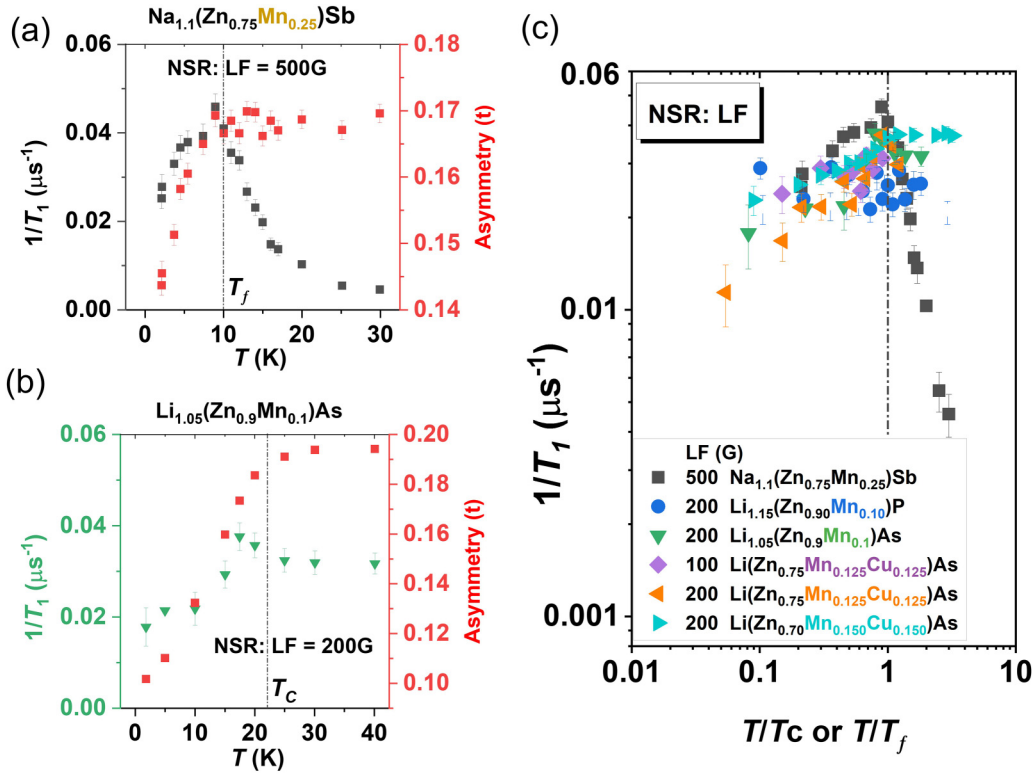 (a)
Na1.1(Zn0.75Mn0.25)Sb
0.06
0.04
0.02
0.00
1/T1 (μs-1)
NSR: LF = 500G
Tf
0.18
0.17
0.16
0.15
0.14
Asymmetry (t)
0 5 10 15 20 25 30
T (K)
(b)
Li1.05(Zn0.9Mn0.1)As
0.06
0.04
0.02
0.00
1/T1 (μs-1)
NSR: LF = 200G
TC
0.20
0.18
0.16
0.14
0.12
0.10
Asymmetry (t)
0 5 10 15 20 25 30 35 40
T (K)
(c)
0.06
0.01
0.001
1/T1 (μs-1)
NSR: LF
LF (G)
500 Na1.1(Zn0.75Mn0.25)Sb
200 Li1.15(Zn0.90Mn0.10)P
200 Li1.05(Zn0.9Mn0.1)As
100 Li(Zn0.75Mn0.125Cu0.125)As
200 Li(Zn0.75Mn0.125Cu0.125)As
200 Li(Zn0.70Mn0.150Cu0.150)As
0.01 0.1 1 10
T/Tc or T/Tf